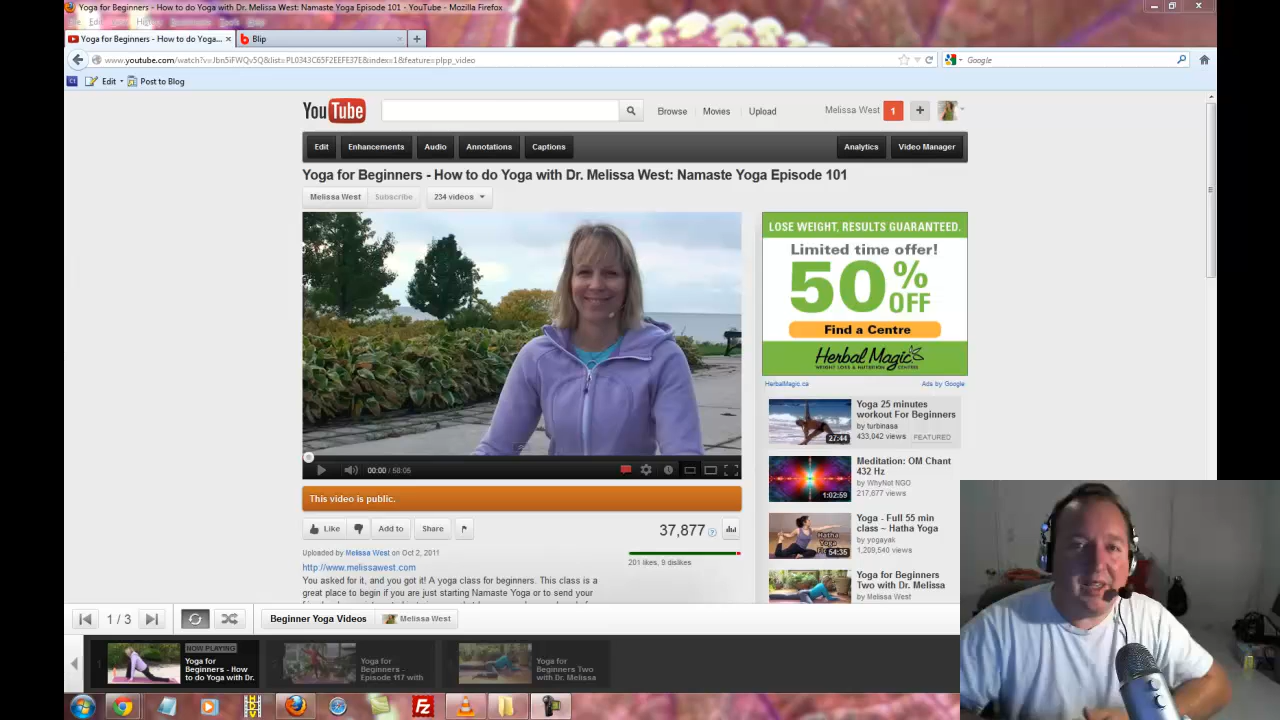 Yoga for Beginners - How to do Yoga with Dr. Melissa West: Namaste Yoga Episode 101 - YouTube - Mozilla Firefox
Yoga for Beginners - How to do Yoga...
Blip
www.youtube.com/watch?v=Jbn5iFWQv5Q&list=PL0343C65F2EEFE37E&index=1&feature=plpp_video
Google
Edit
Post to Blog
YouTube
Browse
Movies
Upload
Melissa West
1
Edit
Enhancements
Audio
Annotations
Captions
Analytics
Video Manager
Yoga for Beginners - How to do Yoga with Dr. Melissa West: Namaste Yoga Episode 101
Melissa West
Subscribe
234 videos
LOSE WEIGHT, RESULTS GUARANTEED.
Limited time offer!
50% OFF
Find a Centre
Herbal Magic
WEIGHT LOSS & NUTRITION CENTRES
HerbalMagic.ca
Ads by Google
00:00 / 58:05
This video is public.
Like
Add to
Share
37,877
Uploaded by Melissa West on Oct 2, 2011
201 likes, 9 dislikes
http://www.melissawest.com
You asked for it, and you got it! A yoga class for beginners. This class is a
great place to begin if you are just starting Namaste Yoga or to send your
Yoga 25 minutes
workout For Beginners
by turbinasa
433,042 views
FEATURED
27:44
Meditation: OM Chant
432 Hz
by WhyNot NGO
217,677 views
1:02:59
Yoga - Full 55 min
class ~ Hatha Yoga
by yogayak
1,209,540 views
Hatha
Yoga
54:35
Yoga for Beginners
Two with Dr. Melissa
by Melissa West
1 / 3
Beginner Yoga Videos
Melissa West
NOW PLAYING
Yoga for
Beginners - How
to do Yoga with Dr.
Yoga for
Beginners -
Episode 117 with
Yoga for
Beginners Two
with Dr. Melissa